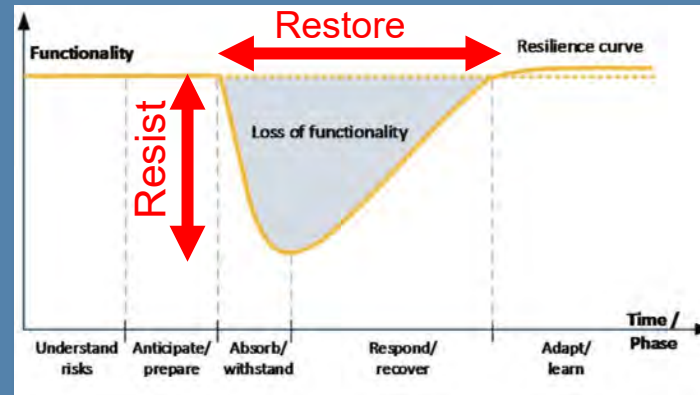 Restore
Functionality
Resilience curve
Resist
Loss of functionality
Time /
Phase
Understand
risks
Anticipate/
prepare
Absorb/
withstand
Respond/
recover
Adapt/
learn